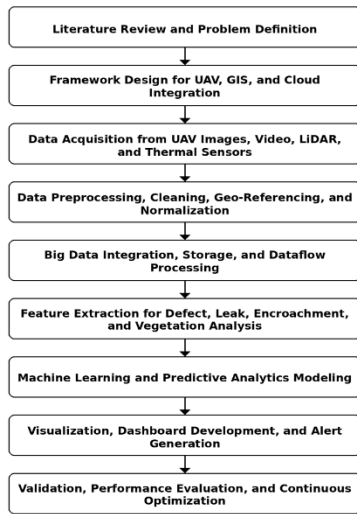 Literature Review and Problem Definition
Framework Design for UAV, GIS, and Cloud
Integration
Data Acquisition from UAV Images, Video, LiDAR,
and Thermal Sensors
Data Preprocessing, Cleaning, Geo-Referencing, and
Normalization
Big Data Integration, Storage, and Dataflow
Processing
Feature Extraction for Defect, Leak, Encroachment,
and Vegetation Analysis
Machine Learning and Predictive Analytics Modeling
Visualization, Dashboard Development, and Alert
Generation
Validation, Performance Evaluation, and Continuous
Optimization